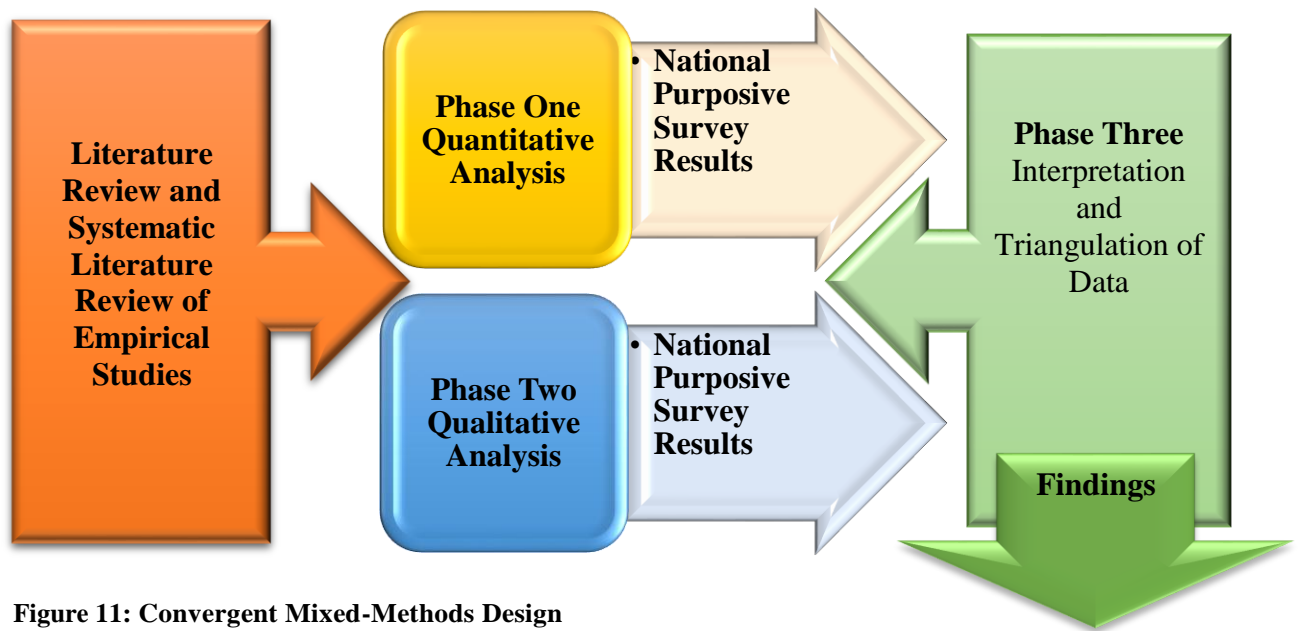 Literature
Review and
Systematic
Literature
Review of
Empirical
Studies
Phase One
Quantitative
Analysis
• National
Purposive
Survey
Results
Phase Two
Qualitative
Analysis
• National
Purposive
Survey
Results
Phase Three
Interpretation
and
Triangulation of
Data
Findings
Figure 11: Convergent Mixed-Methods Design